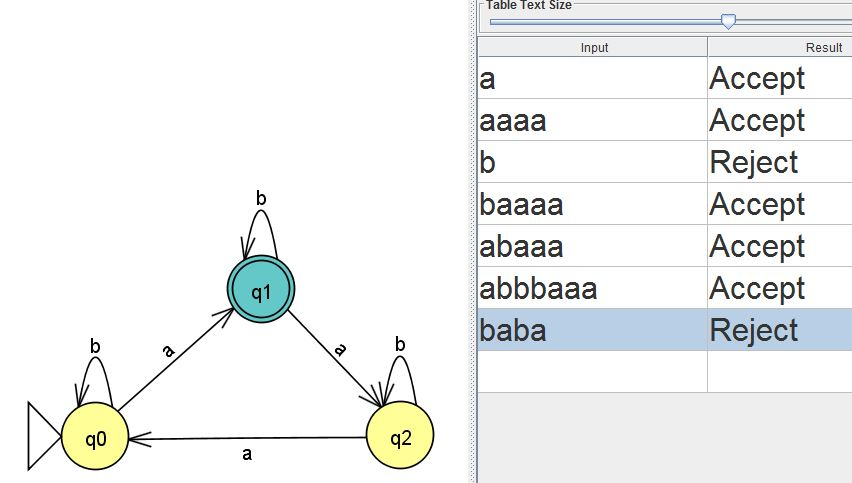 Table Text Size
Input Result
a Accept
aaaa Accept
b Reject
baaaa Accept
abaaa Accept
abbbaaa Accept
baba Reject
b
q1
b
a
a
b
q0
q2
a